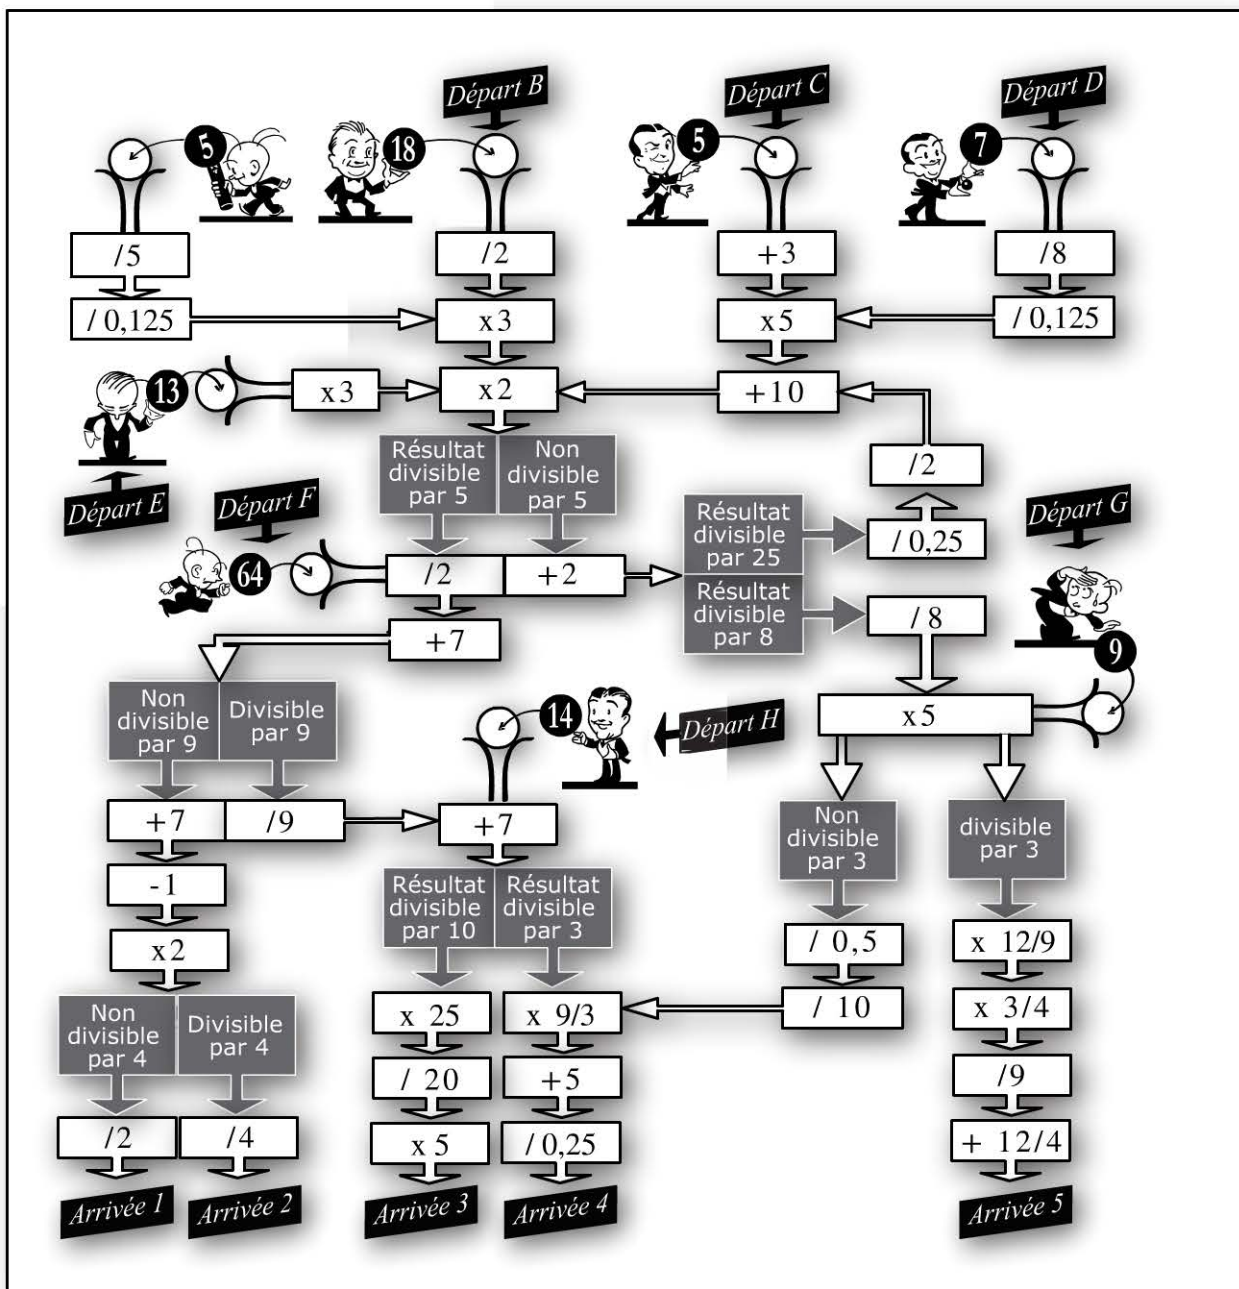 Départ B
Départ C
Départ D
5
18
5
7
/5
/2
+3
/8
/ 0,125
x3
x5
/ 0,125
13
x3
x2
+10
Résultat
divisible
par 5
Non
divisible
par 5
/2
Départ E
Départ F
Résultat
divisible
par 25
/ 0,25
Départ G
64
/2
+2
Résultat
divisible
par 8
/ 8
+7
9
Non
divisible
par 9
Divisible
par 9
14
Départ H
x5
+7
/9
+7
Non
divisible
par 3
divisible
par 3
-1
Résultat
divisible
par 10
Résultat
divisible
par 3
x2
/ 0,5
x 12/9
Non
divisible
par 4
Divisible
par 4
x 25
x 9/3
/ 10
x 3/4
/ 20
+5
/9
/2
/4
x 5
/ 0,25
+ 12/4
Arrivée 1
Arrivée 2
Arrivée 3
Arrivée 4
Arrivée 5